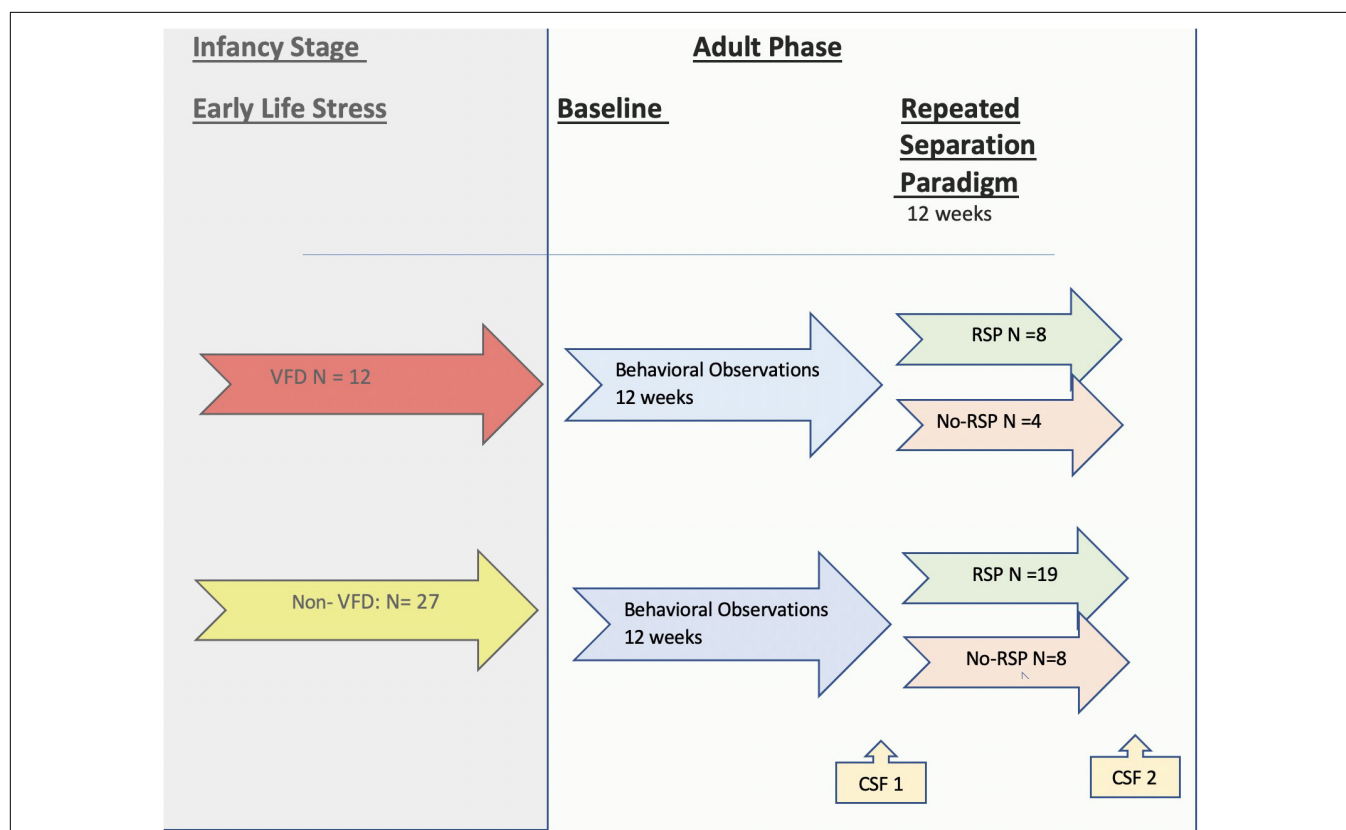 Infancy Stage
Adult Phase
Early Life Stress
Baseline
Repeated
Separation
Paradigm
12 weeks
VFD N = 12
Behavioral Observations
12 weeks
RSP N =8
No-RSP N =4
Non- VFD: N= 27
Behavioral Observations
12 weeks
RSP N =19
No-RSP N=8
CSF 1
CSF 2